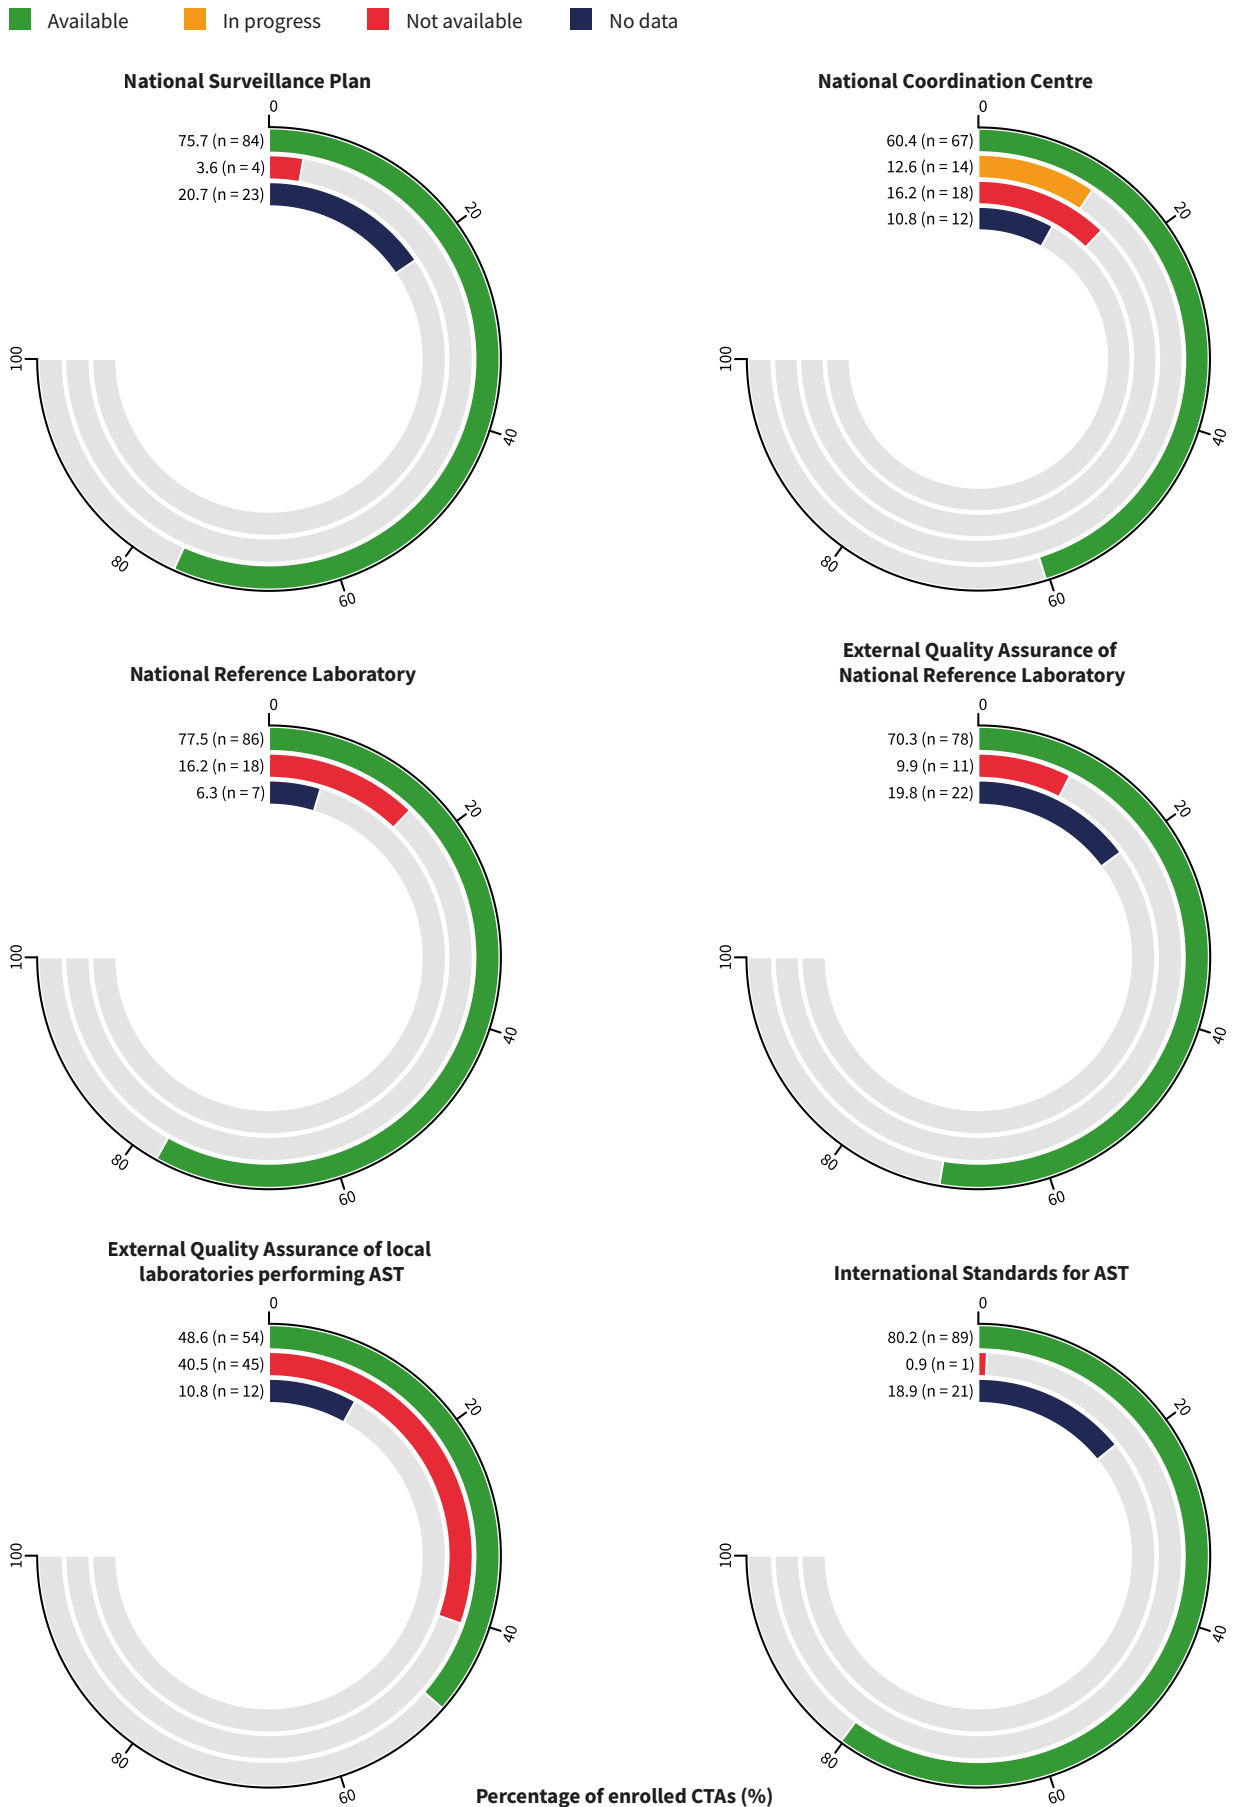 Available In progress Not available No data
National Surveillance Plan
0
75.7 (n = 84)
3.6 (n = 4)
20.7 (n = 23)
20
40
60
80
100
National Coordination Centre
0
60.4 (n = 67)
12.6 (n = 14)
16.2 (n = 18)
10.8 (n = 12)
20
40
60
80
100
National Reference Laboratory
0
77.5 (n = 86)
16.2 (n = 18)
6.3 (n = 7)
20
40
60
80
100
External Quality Assurance of
National Reference Laboratory
0
70.3 (n = 78)
9.9 (n = 11)
19.8 (n = 22)
20
40
60
80
100
External Quality Assurance of local
laboratories performing AST
0
48.6 (n = 54)
40.5 (n = 45)
10.8 (n = 12)
20
40
60
80
100
International Standards for AST
0
80.2 (n = 89)
0.9 (n = 1)
18.9 (n = 21)
20
40
60
80
100
Percentage of enrolled CTAs (%)